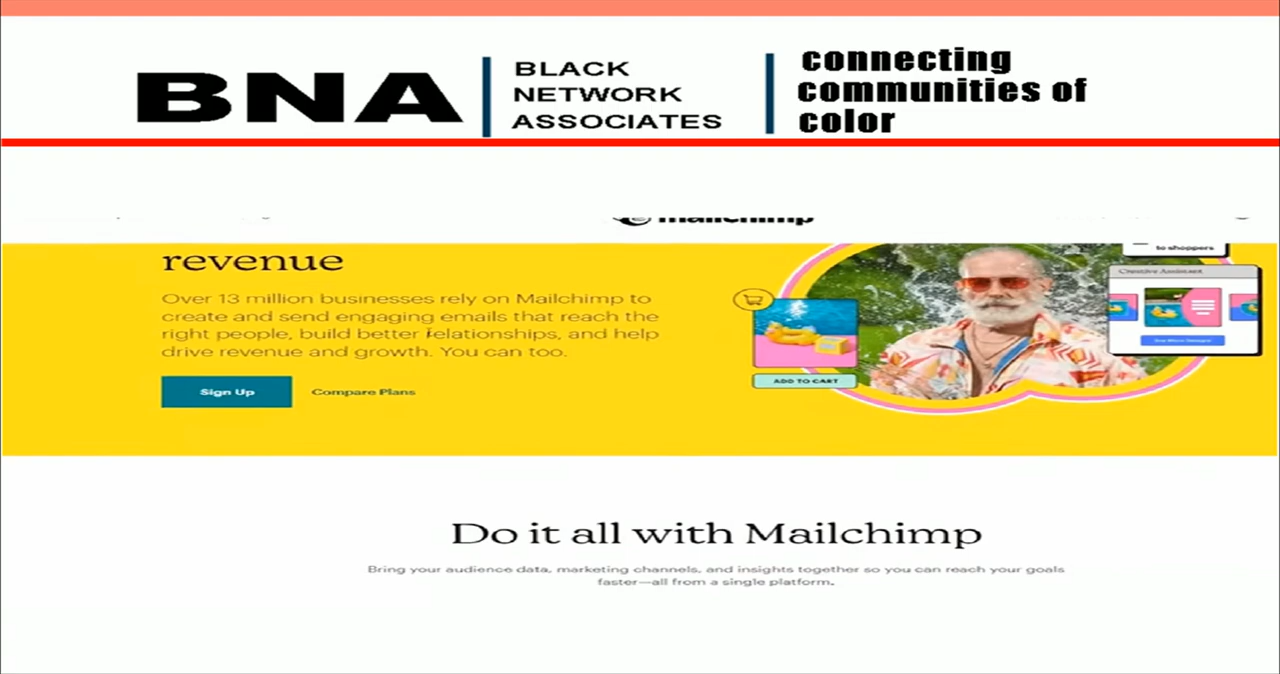 BNA
BLACK
NETWORK
ASSOCIATES
connecting
communities of
color
mailchimp
revenue
Over 13 million businesses rely on Mailchimp to
create and send engaging emails that reach the
right people, build better relationships, and help
drive revenue and growth. You can too.
Sign Up
Compare Plans
ADD TO CART
to shoppers
Creative Assistant
Do it all with Mailchimp
Bring your audience data, marketing channels, and insights together so you can reach your goals
faster—all from a single platform.